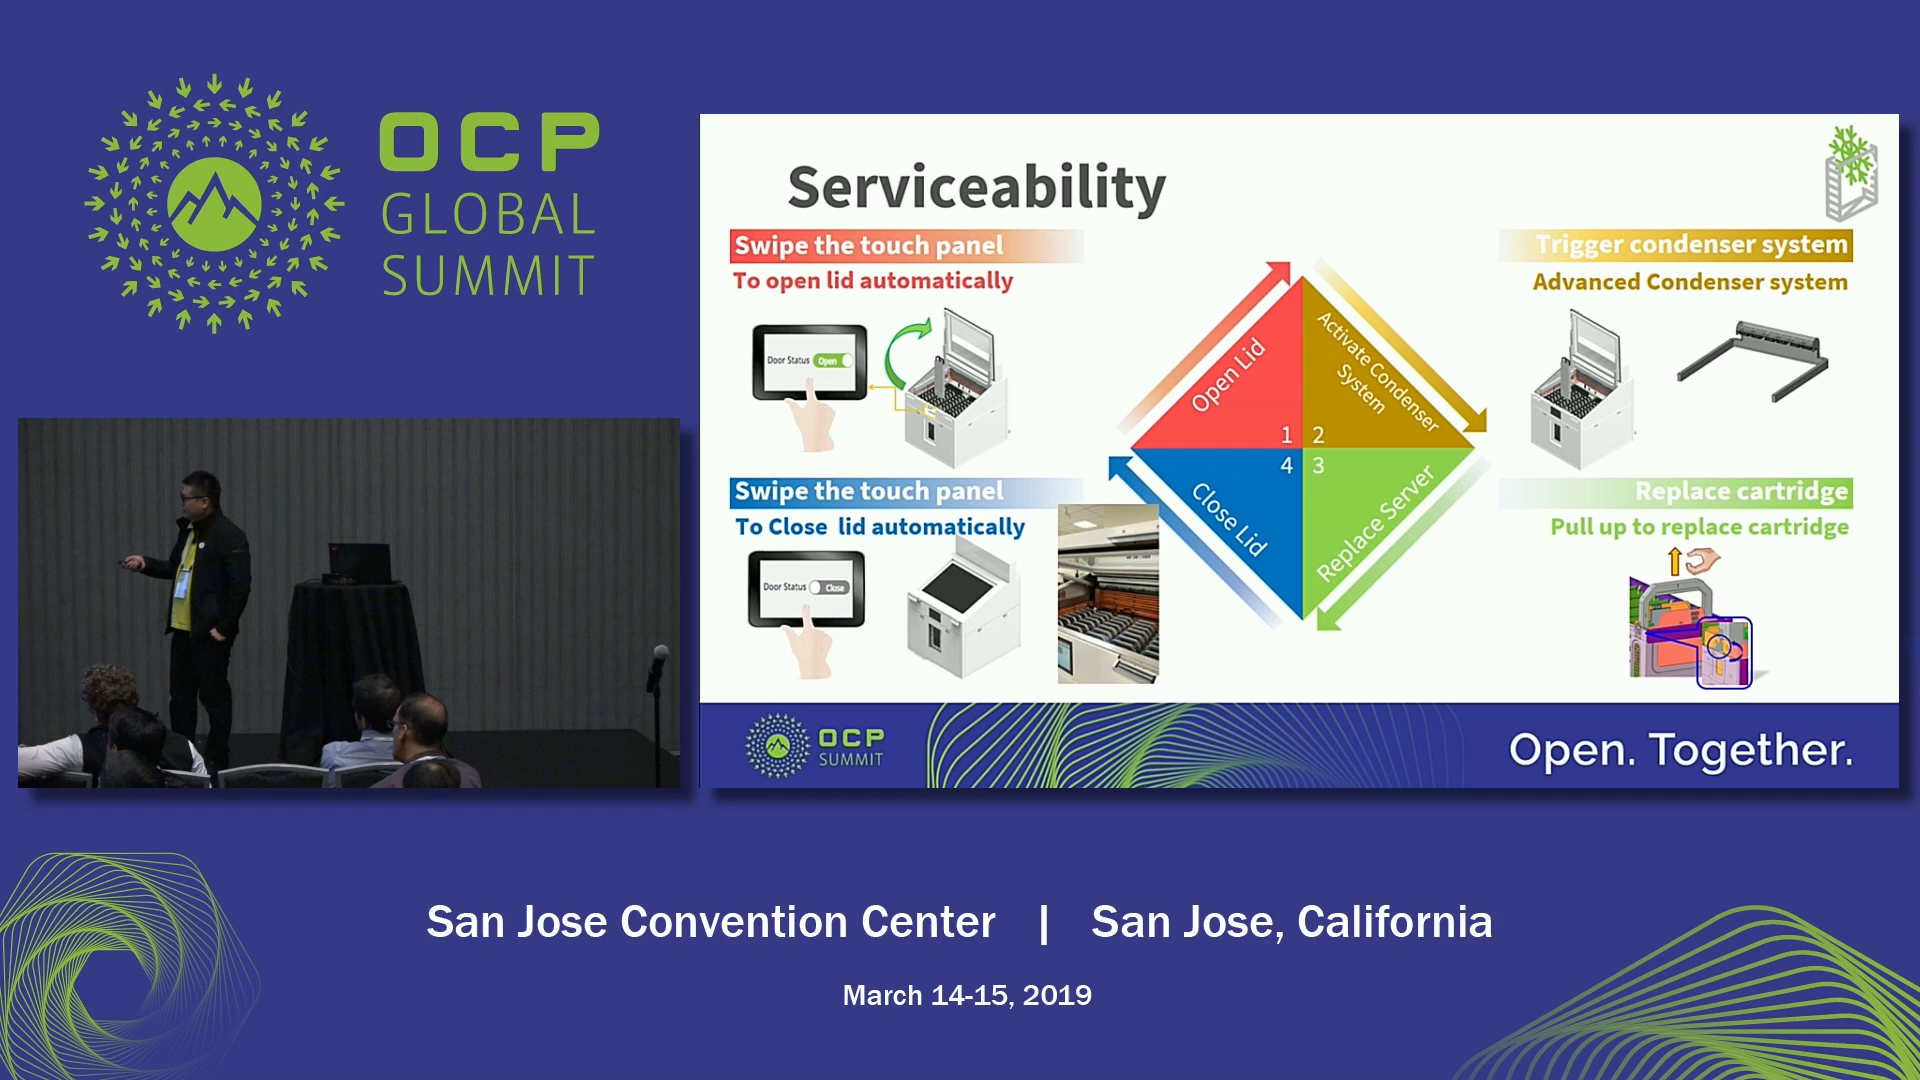 OCP
GLOBAL
SUMMIT
Serviceability
Swipe the touch panel
To open lid automatically
Door Status Open
Trigger condenser system
Advanced Condenser system
Open Lid
1
Activate Condenser
System
2
Close Lid
4
Replace Server
3
Swipe the touch panel
To Close lid automatically
Door Status Close
Replace cartridge
Pull up to replace cartridge
OCP
SUMMIT
Open. Together.
San Jose Convention Center | San Jose, California
March 14-15, 2019